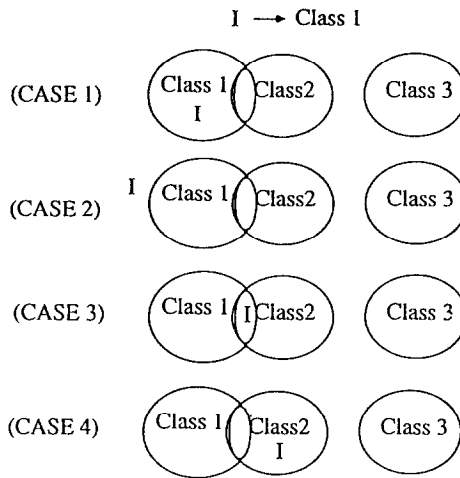 I → Class 1
(CASE 1) Class 1 Class2 Class 3
I
I
(CASE 2) Class 1 Class2 Class 3
(CASE 3) Class 1 I Class2 Class 3
(CASE 4) Class 1 Class2 Class 3
I